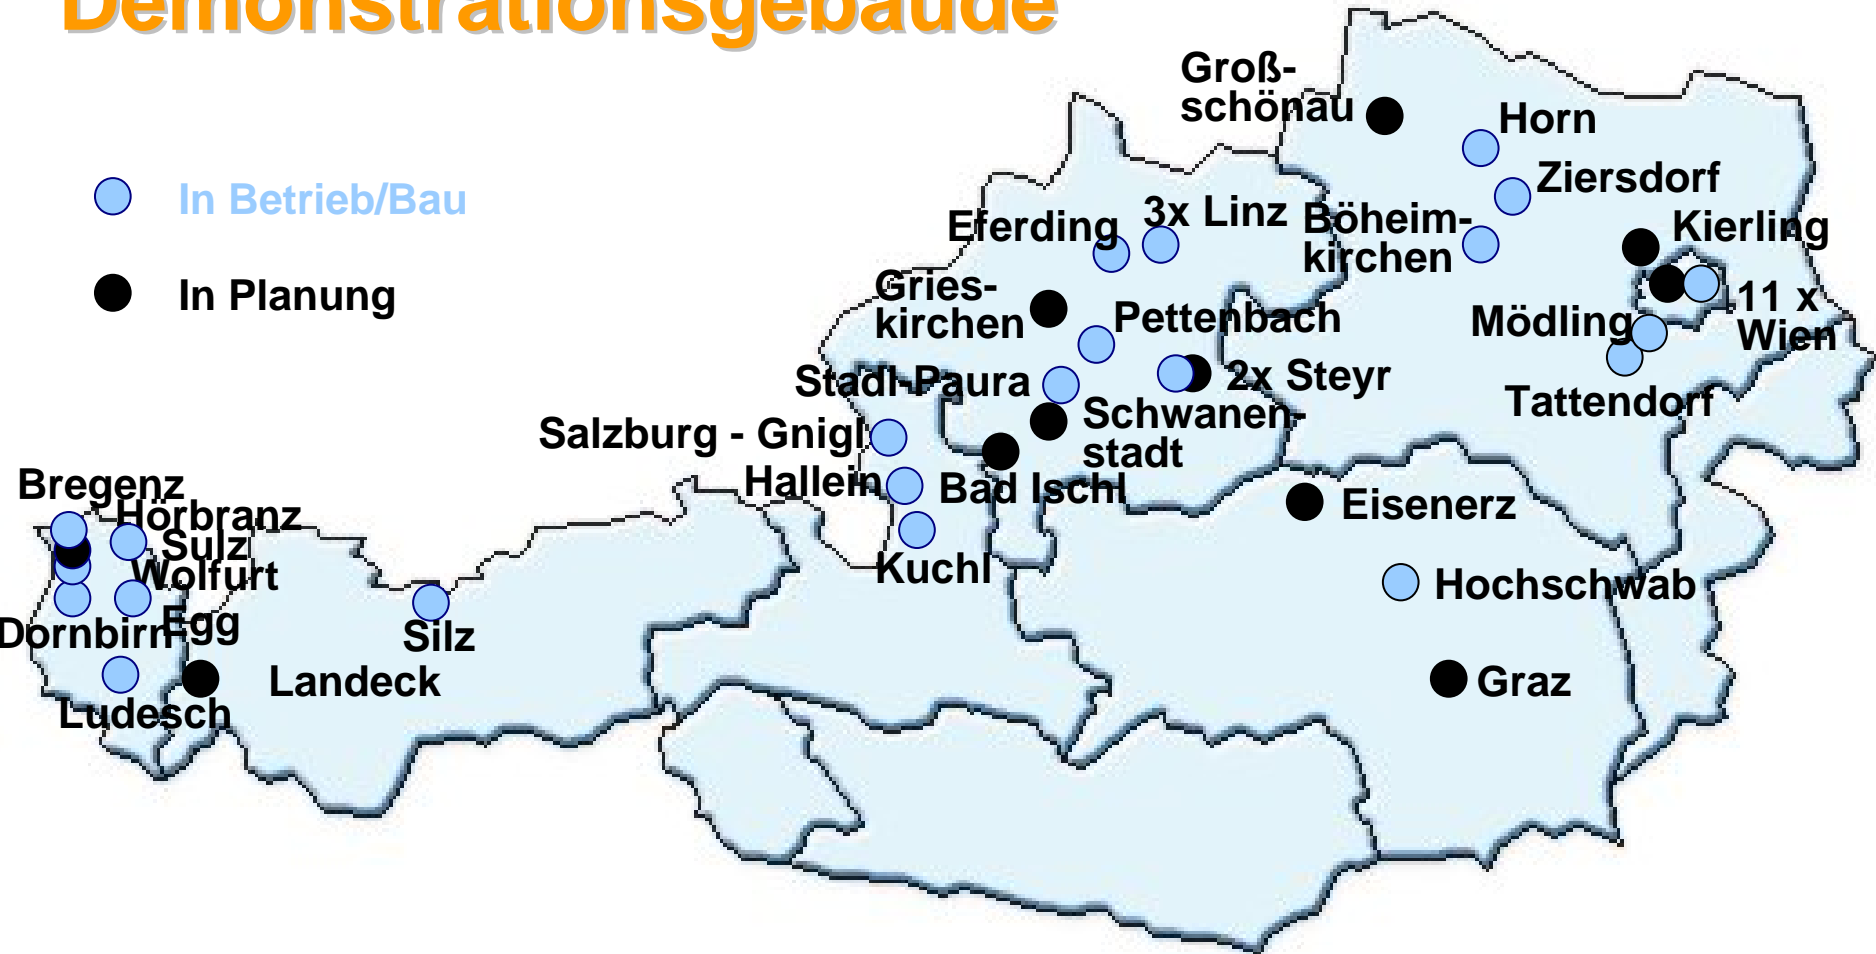 Demonstrationsgebäude
In Betrieb/Bau
In Planung
Groß-
schönau
Horn
Ziersdorf
Kierling
Böheim-
kirchen
3x Linz
Eferding
Gries-
kirchen
Pettenbach
Mödling
11 x
Wien
Stadl-Paura
2x Steyr
Tattendorf
Schwanen-
stadt
Salzburg - Gnigl
Hallein
Bad Ischl
Kuchl
Eisenerz
Hochschwab
Graz
Bregenz
Hörbranz
Sulz
Wolfurt
Egg
Dornbirn
Silz
Landeck
Ludesch